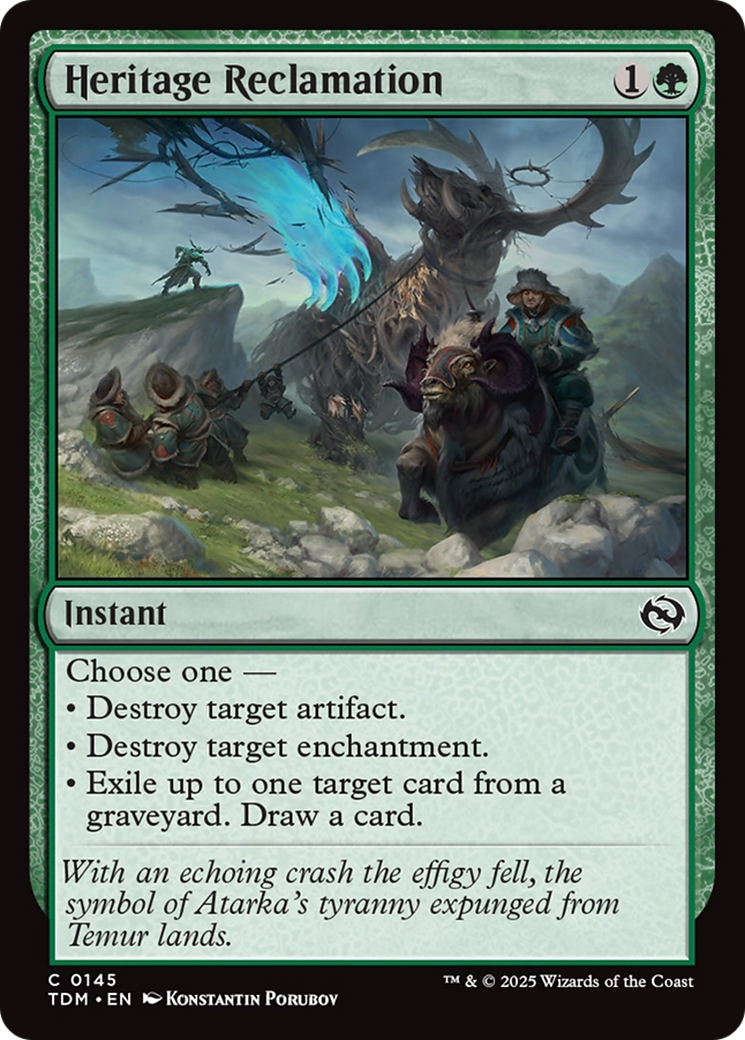 Heritage Reclamation 1
Instant
Choose one —
• Destroy target artifact.
• Destroy target enchantment.
• Exile up to one target card from a
graveyard. Draw a card.
With an echoing crash the effigy fell, the
symbol of Atarka's tyranny expunged from
Temur lands.
C 0145
TDM • EN Konstantin Porubov
™ & © 2025 Wizards of the Coast